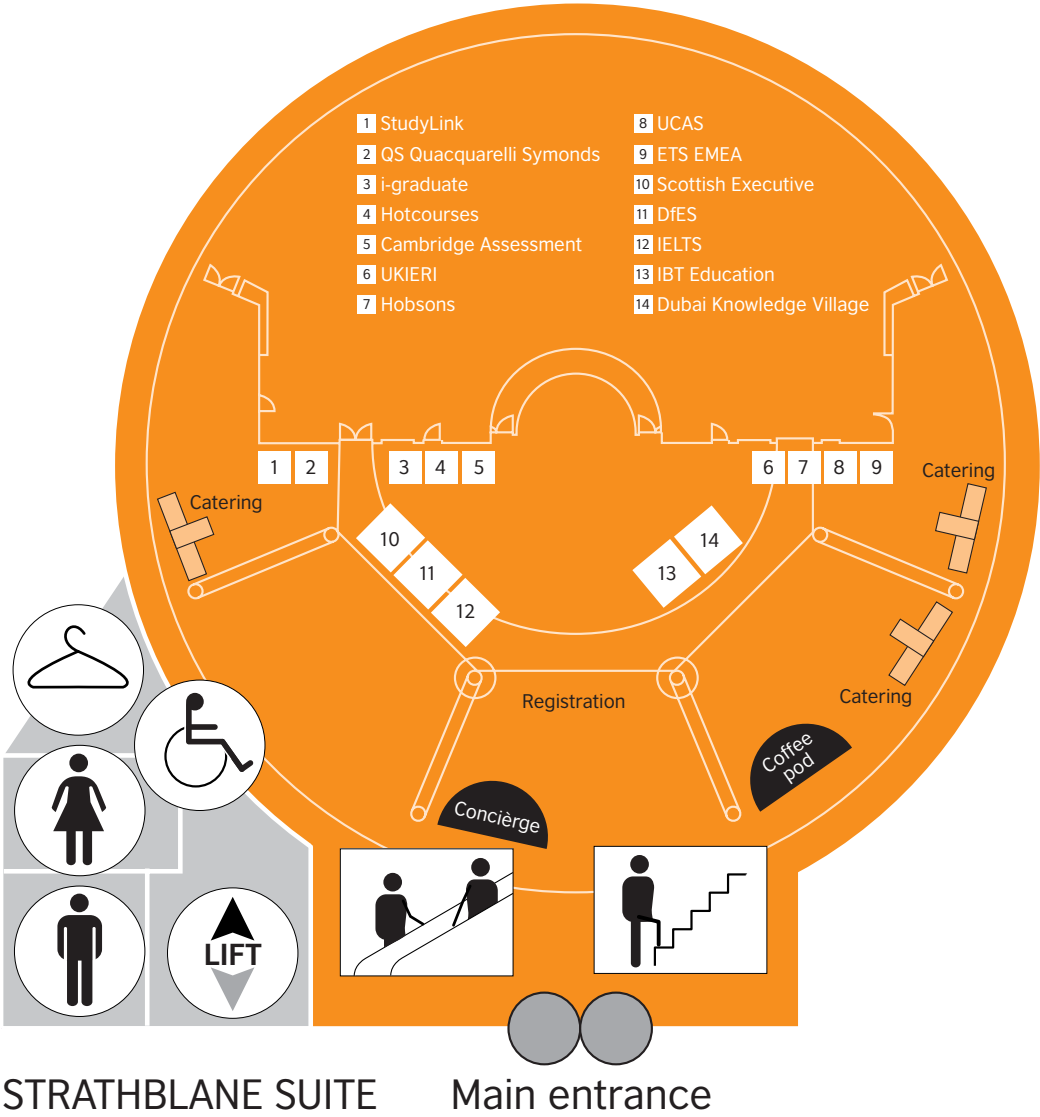 1 StudyLink
2 QS Quacquarelli Symonds
3 i-graduate
4 Hotcourses
5 Cambridge Assessment
6 UKIERI
7 Hobsons
8 UCAS
9 ETS EMEA
10 Scottish Executive
11 DfES
12 IELTS
13 IBT Education
14 Dubai Knowledge Village
1 2 3 4 5 6 7 8 9
Catering
Catering
10
11
12
14
13
Catering
Registration
Coffee
pod
Concièrge
LIFT
STRATHBLANE SUITE
Main entrance